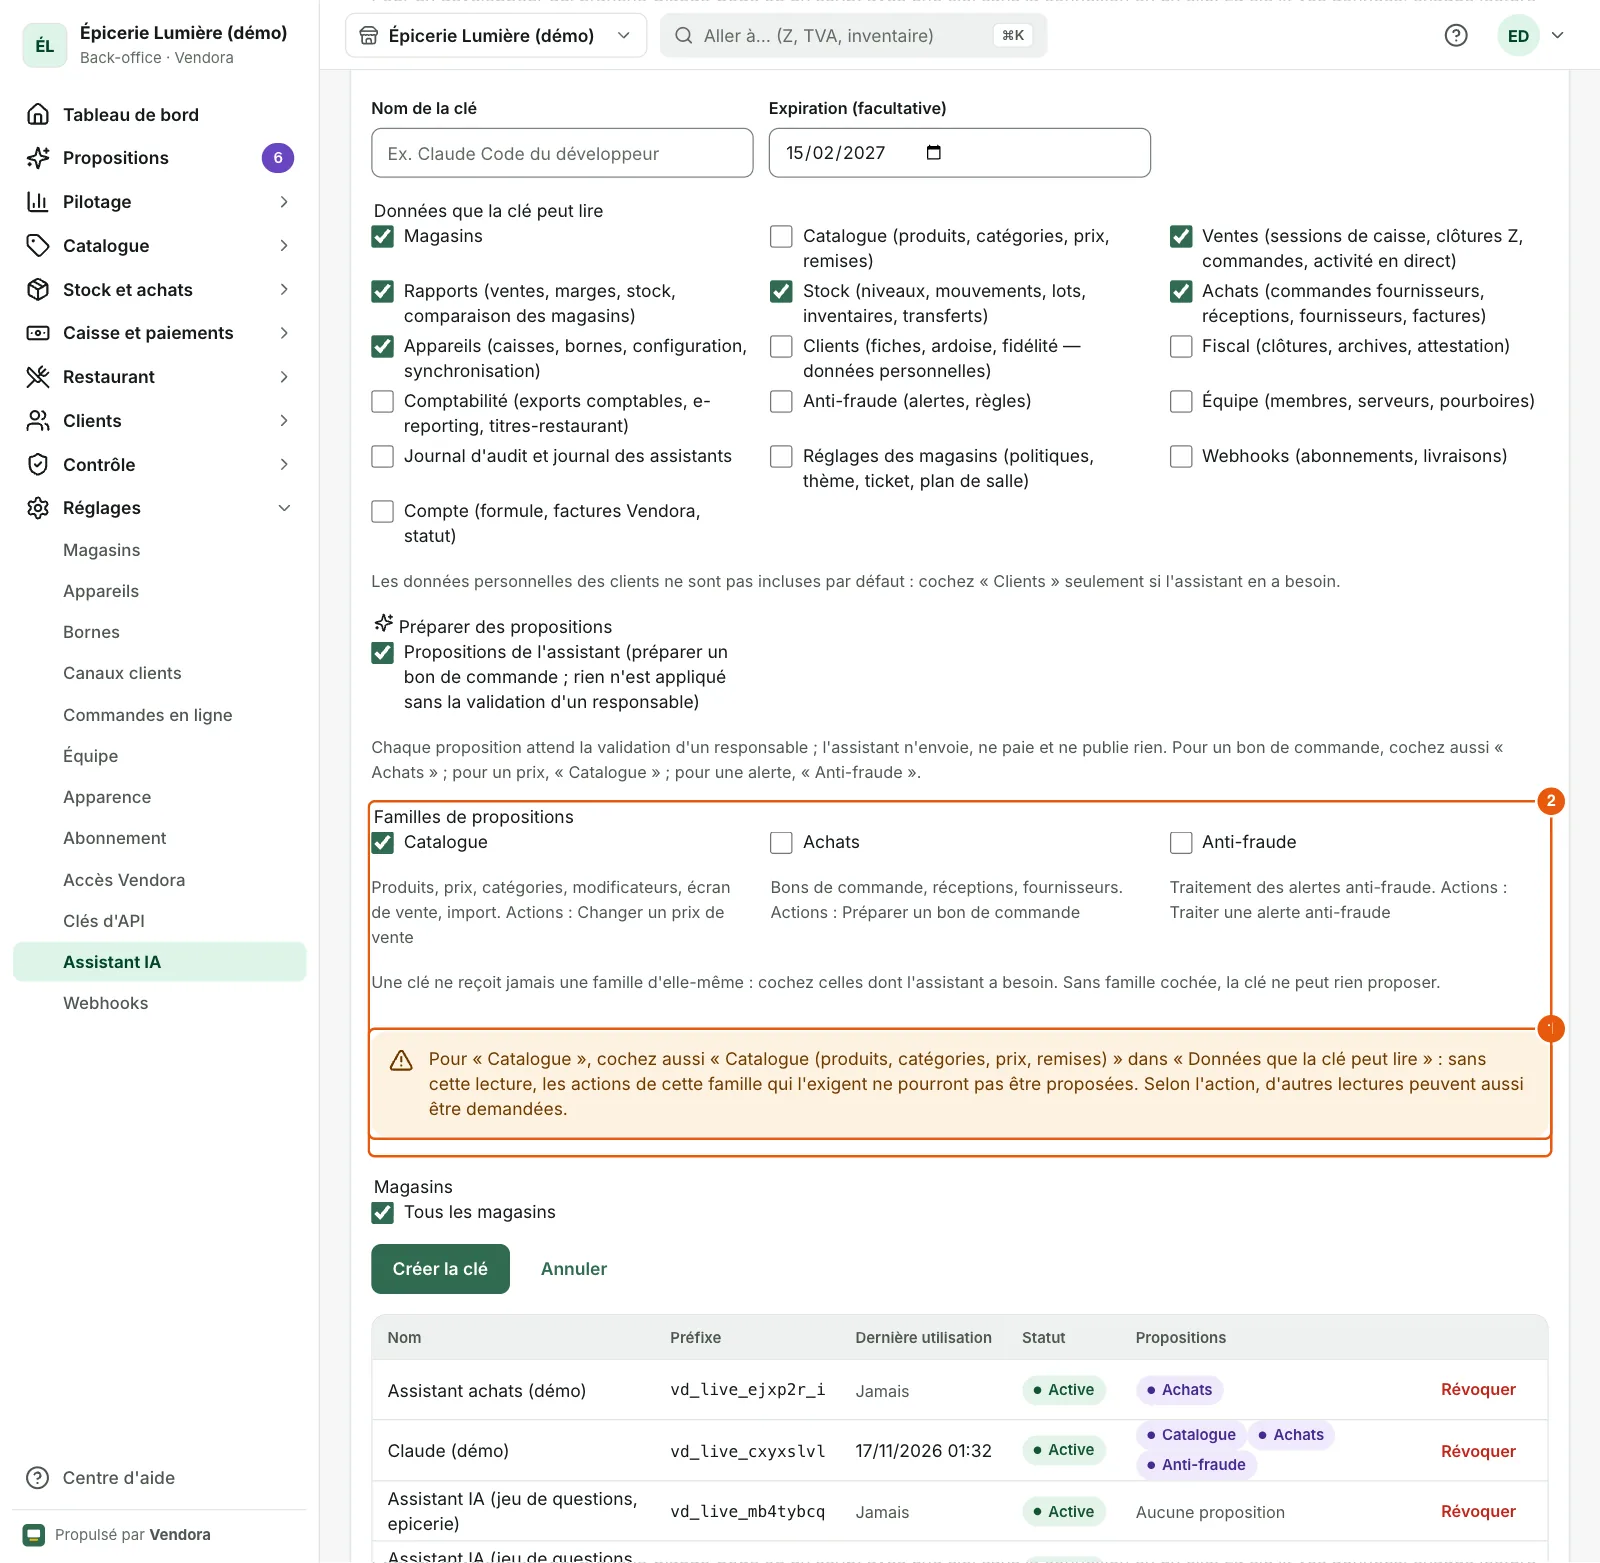 ÉL
Épicerie Lumière (démo)
Back-office · Vendora
Tableau de bord
Propositions
6
Pilotage
Catalogue
Stock et achats
Caisse et paiements
Restaurant
Clients
Contrôle
Réglages
Magasins
Appareils
Bornes
Canaux clients
Commandes en ligne
Équipe
Apparence
Abonnement
Accès Vendora
Clés d'API
Assistant IA
Webhooks
Centre d'aide
Propulsé par Vendora
Épicerie Lumière (démo)
Aller à... (Z, TVA, inventaire)
⌘K
ED
Nom de la clé
Ex. Claude Code du développeur
Expiration (facultative)
15/02/2027
Données que la clé peut lire
Magasins
Catalogue (produits, catégories, prix,
remises)
Ventes (sessions de caisse, clôtures Z,
commandes, activité en direct)
Rapports (ventes, marges, stock,
comparaison des magasins)
Stock (niveaux, mouvements, lots,
inventaires, transferts)
Achats (commandes fournisseurs,
réceptions, fournisseurs, factures)
Appareils (caisses, bornes, configuration,
synchronisation)
Clients (fiches, ardoise, fidélité —
données personnelles)
Fiscal (clôtures, archives, attestation)
Comptabilité (exports comptables, e-
reporting, titres-restaurant)
Anti-fraude (alertes, règles)
Équipe (membres, serveurs, pourboires)
Journal d'audit et journal des assistants
Réglages des magasins (politiques,
thème, ticket, plan de salle)
Webhooks (abonnements, livraisons)
Compte (formule, factures Vendora,
statut)
Les données personnelles des clients ne sont pas incluses par défaut : cochez « Clients » seulement si l'assistant en a besoin.
Préparer des propositions
Propositions de l'assistant (préparer un
bon de commande ; rien n'est appliqué
sans la validation d'un responsable)
Chaque proposition attend la validation d'un responsable ; l'assistant n'envoie, ne paie et ne publie rien. Pour un bon de commande, cochez aussi «
Achats » ; pour un prix, « Catalogue » ; pour une alerte, « Anti-fraude ».
2
Familles de propositions
Catalogue
Produits, prix, catégories, modificateurs, écran
de vente, import. Actions : Changer un prix de
vente
Achats
Bons de commande, réceptions, fournisseurs.
Actions : Préparer un bon de commande
Anti-fraude
Traitement des alertes anti-fraude. Actions :
Traiter une alerte anti-fraude
Une clé ne reçoit jamais une famille d'elle-même : cochez celles dont l'assistant a besoin. Sans famille cochée, la clé ne peut rien proposer.
1
Pour « Catalogue », cochez aussi « Catalogue (produits, catégories, prix, remises) » dans « Données que la clé peut lire » : sans
cette lecture, les actions de cette famille qui l'exigent ne pourront pas être proposées. Selon l'action, d'autres lectures peuvent aussi
être demandées.
Magasins
Tous les magasins
Créer la clé
Annuler
Nom Préfixe Dernière utilisation Statut Propositions
Assistant achats (démo) vd_live_ejxp2r_i Jamais Active Achats Révoquer
Claude (démo) vd_live_cxyxslvl 17/11/2026 01:32 Active Catalogue Achats
Anti-fraude Révoquer
Assistant IA (jeu de questions,
epicerie) vd_live_mb4tybcq Jamais Active Aucune proposition Révoquer
Assistant IA (jeu de questions,